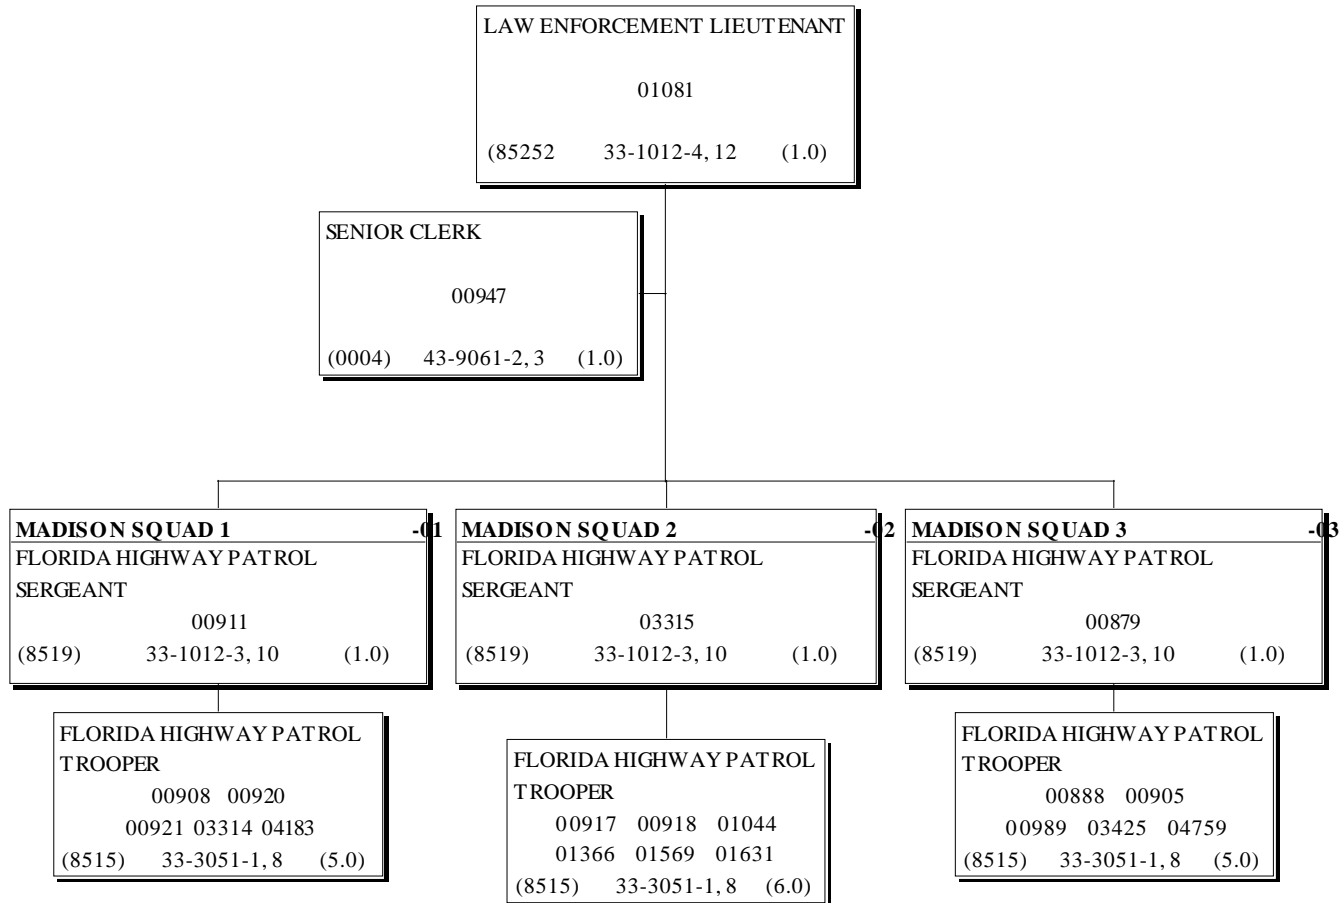 LAW ENFORCEMENT LIEUTENANT
01081
(85252 33-1012-4, 12 (1.0)
SENIOR CLERK
00947
(0004) 43-9061-2, 3 (1.0)
MADISON SQUAD 1 -01
FLORIDA HIGHWAY PATROL
SERGEANT
00911
(8519) 33-1012-3, 10 (1.0)
MADISON SQUAD 2 -02
FLORIDA HIGHWAY PATROL
SERGEANT
03315
(8519) 33-1012-3, 10 (1.0)
MADISON SQUAD 3 -03
FLORIDA HIGHWAY PATROL
SERGEANT
00879
(8519) 33-1012-3, 10 (1.0)
FLORIDA HIGHWAY PATROL
TROOPER
00908 00920
00921 03314 04183
(8515) 33-3051-1, 8 (5.0)
FLORIDA HIGHWAY PATROL
TROOPER
00917 00918 01044
01366 01569 01631
(8515) 33-3051-1, 8 (6.0)
FLORIDA HIGHWAY PATROL
TROOPER
00888 00905
00989 03425 04759
(8515) 33-3051-1, 8 (5.0)